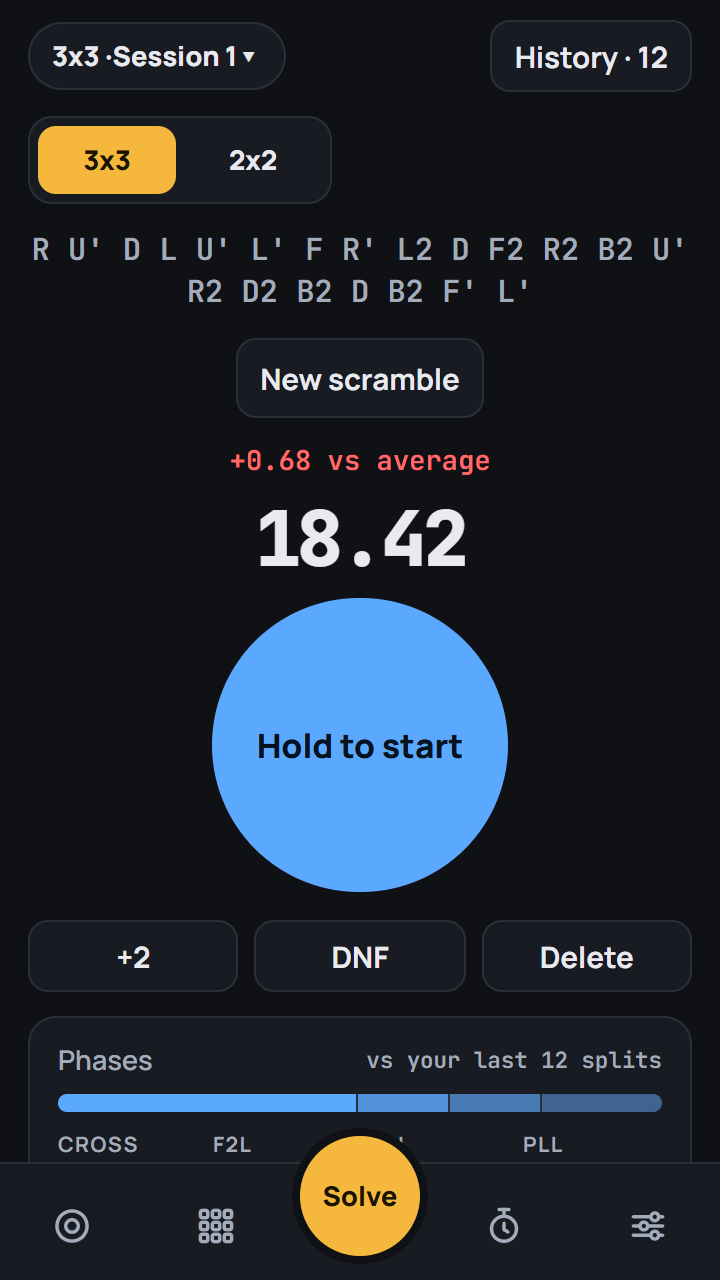 3x3 ·Session 1 ▾
History · 12
3x3
2x2
R U' D L U' L' F R' L2 D F2 R2 B2 U'
R2 D2 B2 D B2 F' L'
New scramble
+0.68 vs average
18.42
Hold to start
+2
DNF
Delete
Phases
vs your last 12 splits
CROSS
F2L
PLL
Solve